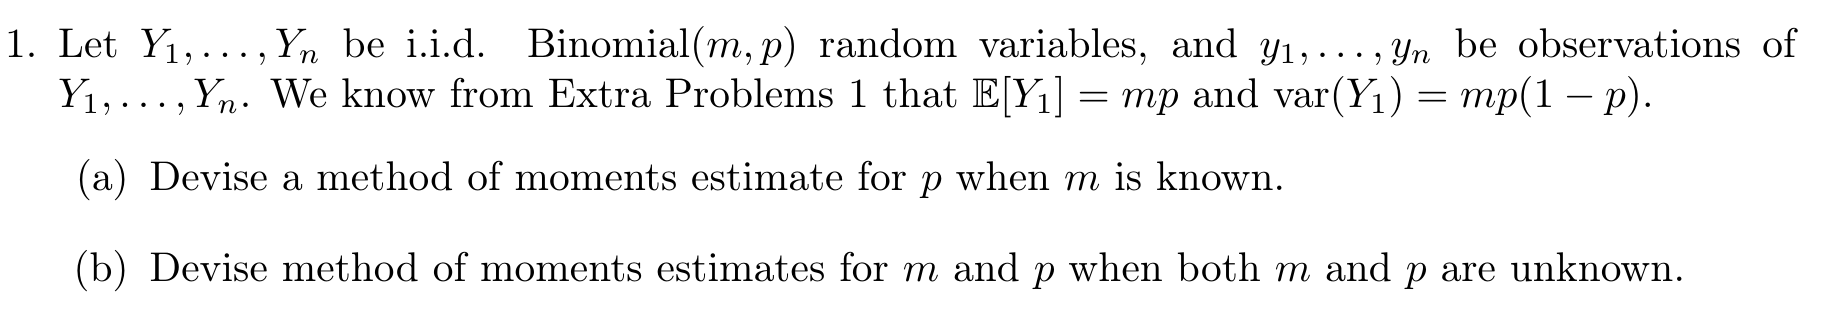 1. Let Y₁, . . . , Yₙ be i.i.d. Binomial(m, p) random variables, and y₁, . . . , yₙ be observations of
Y₁, . . . , Yₙ. We know from Extra Problems 1 that 𝔼[Y₁] = mp and var(Y₁) = mp(1 − p).
(a) Devise a method of moments estimate for p when m is known.
(b) Devise method of moments estimates for m and p when both m and p are unknown.